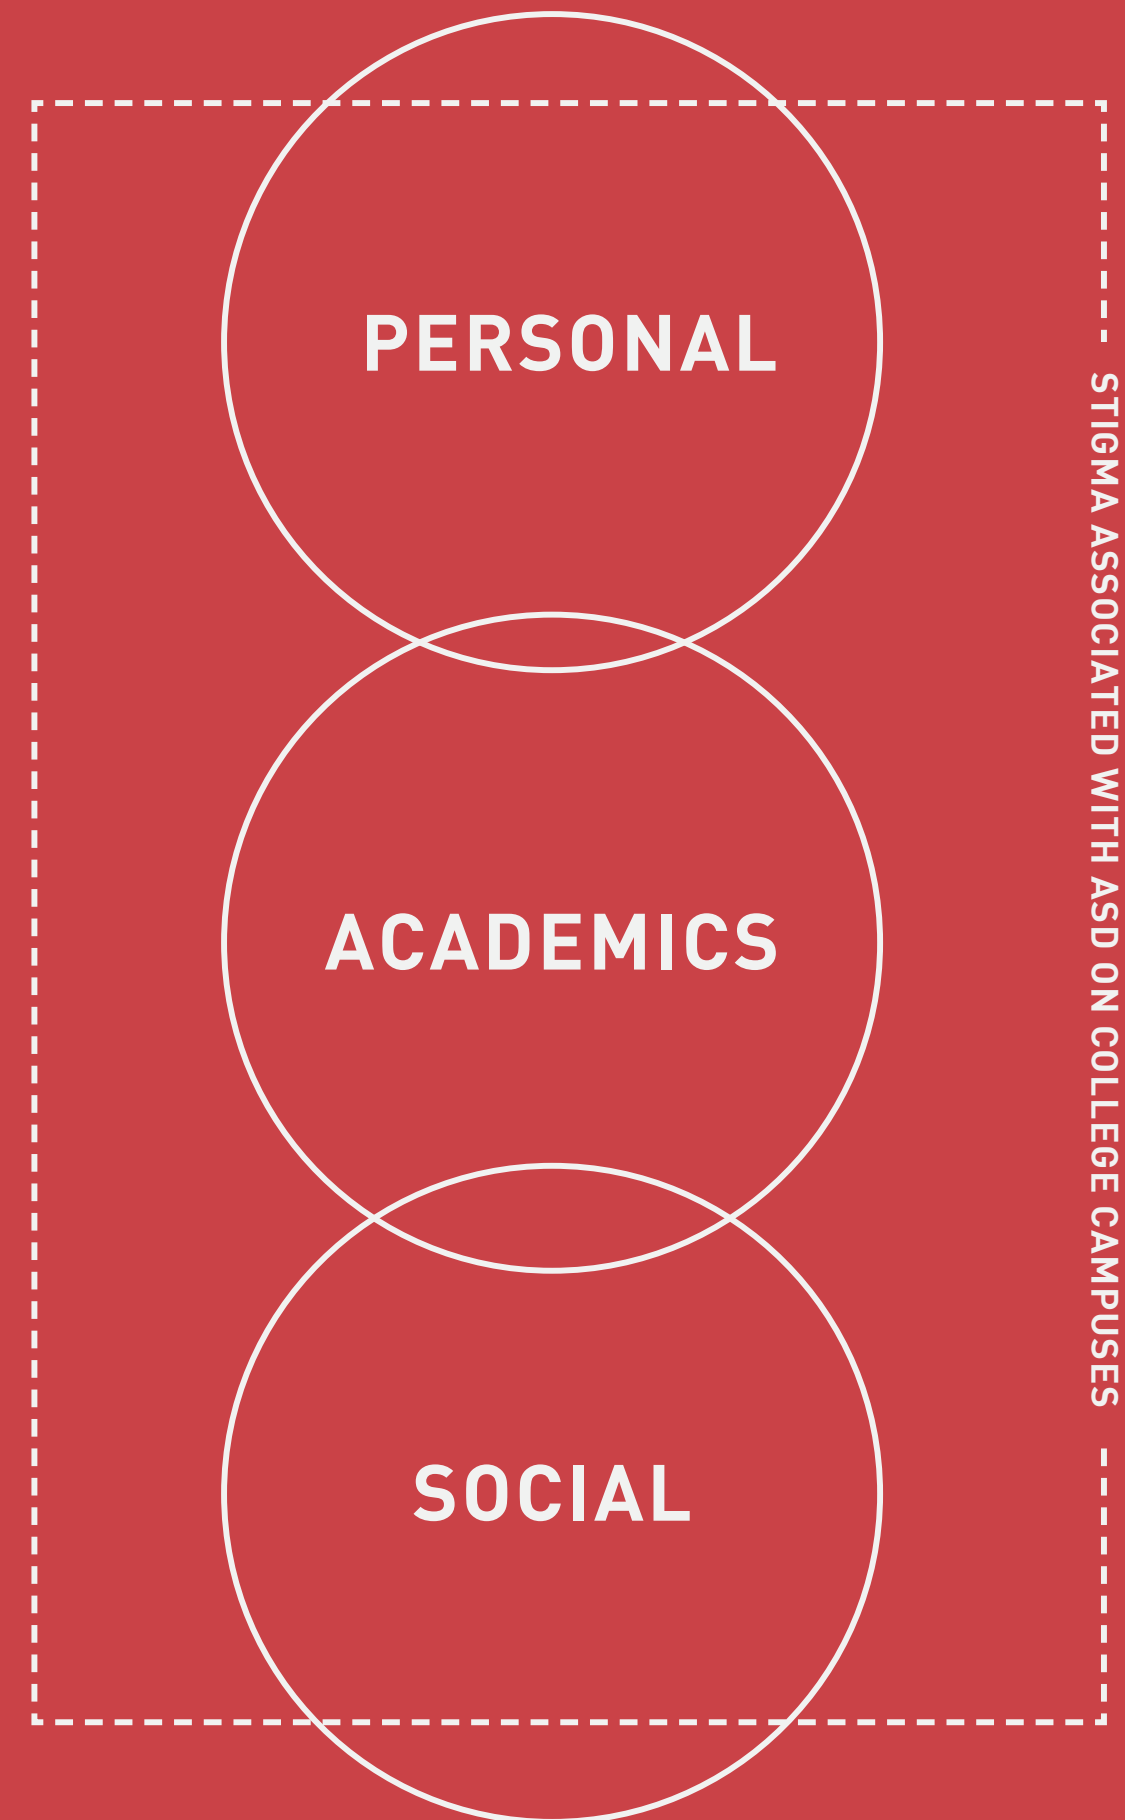 PERSONAL
ACADEMICS
SOCIAL
STIGMA ASSOCIATED WITH ASD ON COLLEGE CAMPUSES